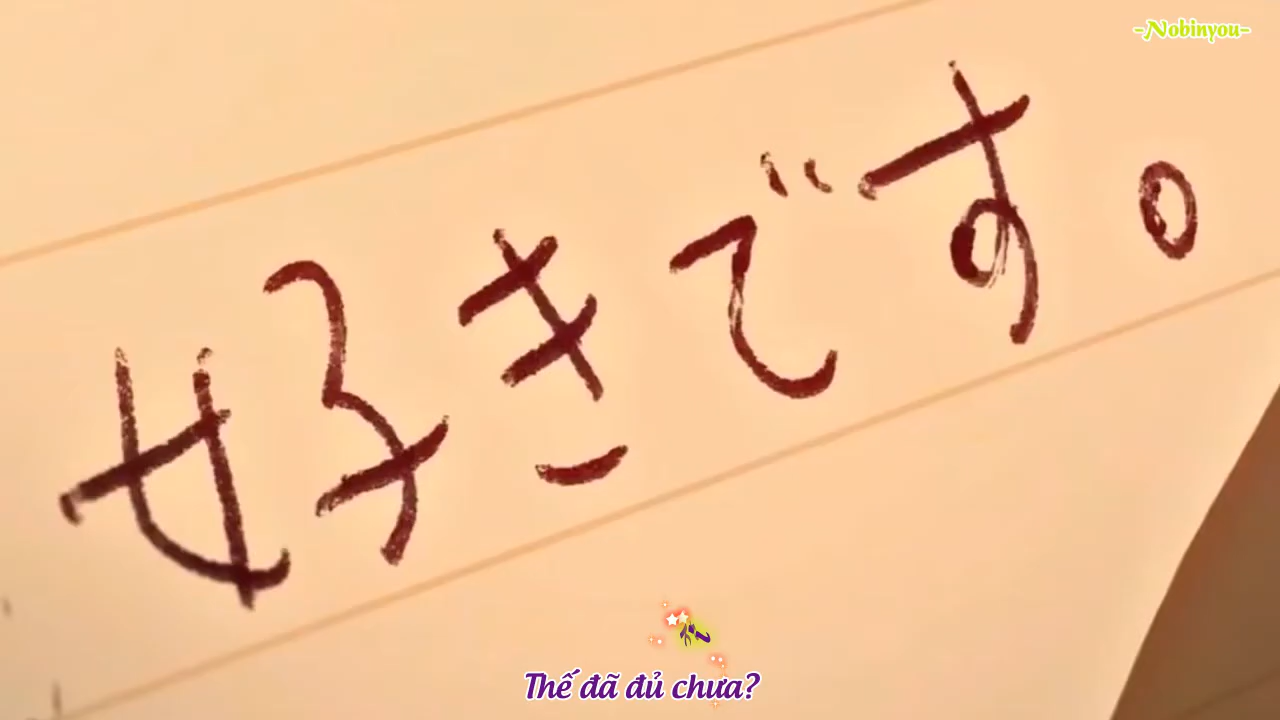 -Nobinyou-
好きです。
Thế đã đủ chưa?